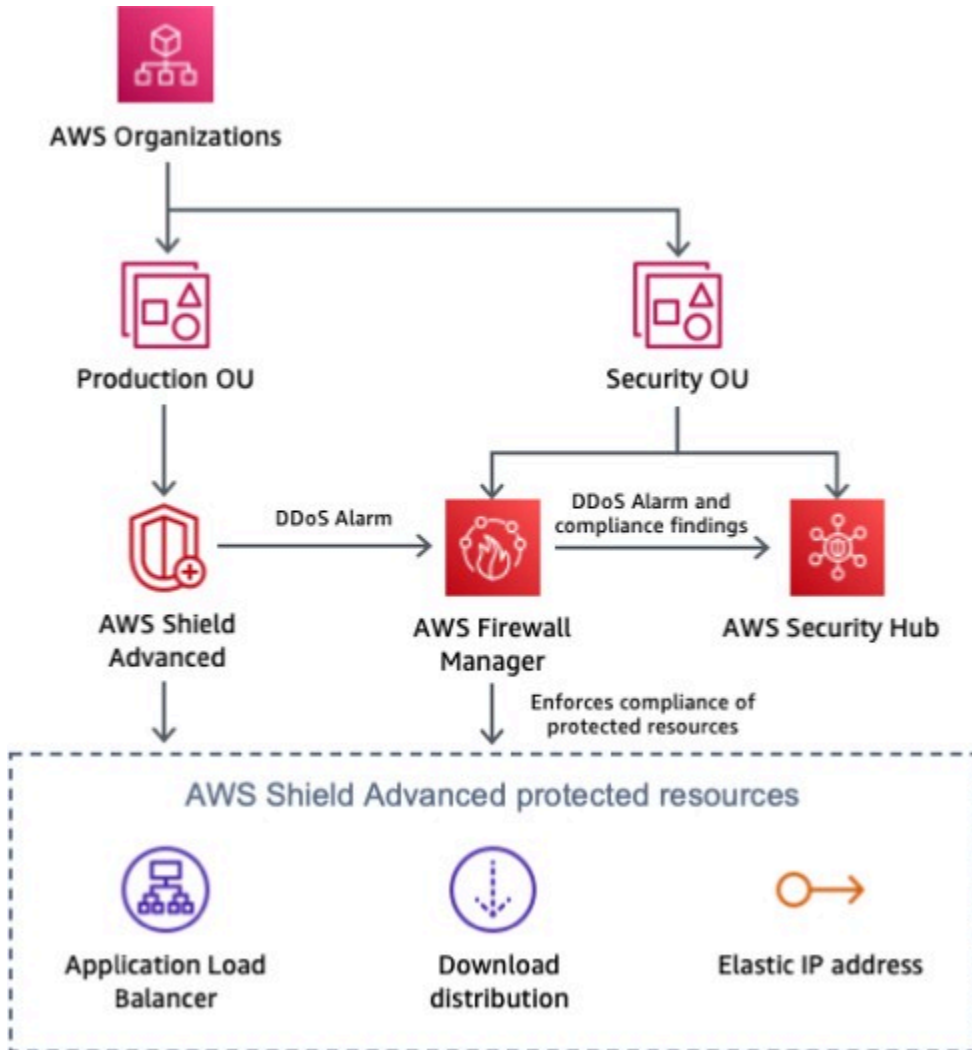 AWS Organizations
Production OU
Security OU
DDoS Alarm
DDoS Alarm and
compliance findings
AWS Shield
Advanced
AWS Firewall
Manager
AWS Security Hub
Enforces compliance of
protected resources
AWS Shield Advanced protected resources
Application Load
Balancer
Download
distribution
Elastic IP address